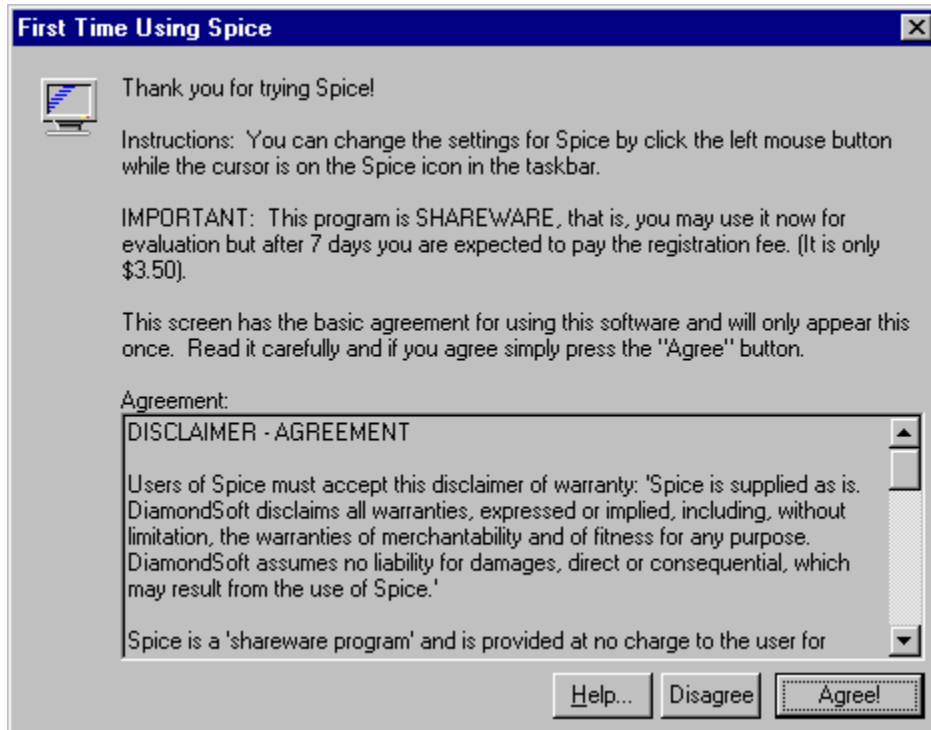 First Time Using Spice
Thank you for trying Spice!
Instructions:  You can change the settings for Spice by click the left mouse button
while the cursor is on the Spice icon in the taskbar.
IMPORTANT:  This program is SHAREWARE, that is, you may use it now for
evaluation but after 7 days you are expected to pay the registration fee. (It is only
$3.50).
This screen has the basic agreement for using this software and will only appear this
once.  Read it carefully and if you agree simply press the "Agree" button.
Agreement:
DISCLAIMER - AGREEMENT
Users of Spice must accept this disclaimer of warranty: 'Spice is supplied as is.
DiamondSoft disclaims all warranties, expressed or implied, including, without
limitation, the warranties of merchantability and of fitness for any purpose.
DiamondSoft assumes no liability for damages, direct or consequential, which
may result from the use of Spice.'
Spice is a 'shareware program' and is provided at no charge to the user for
Help...
Disagree
Agree!